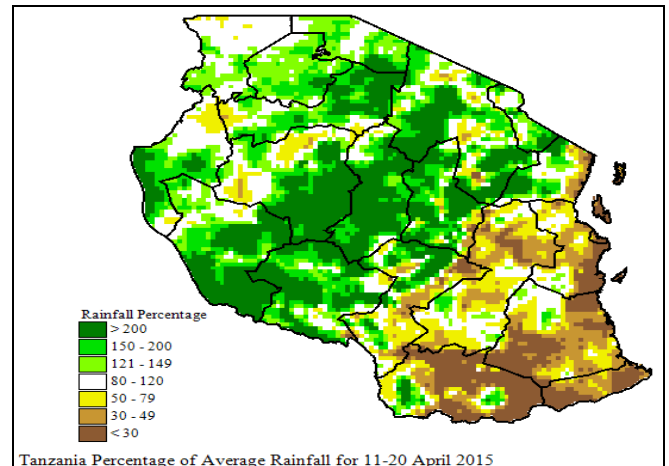 Rainfall Percentage
> 200
150 - 200
121 - 149
80 - 120
50 - 79
30 - 49
< 30
Tanzania Percentage of Average Rainfall for 11-20 April 2015